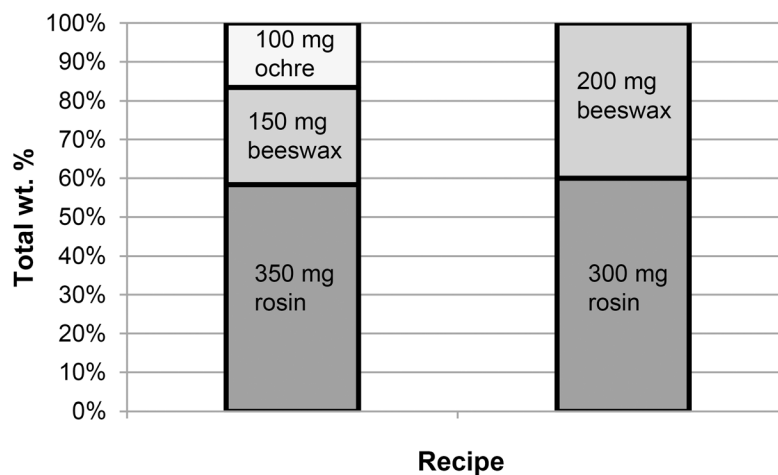 100%
90%
80%
70%
60%
50%
40%
30%
20%
10%
0%
Total wt. %
100 mg
ochre
150 mg
beeswax
350 mg
rosin
200 mg
beeswax
300 mg
rosin
Recipe